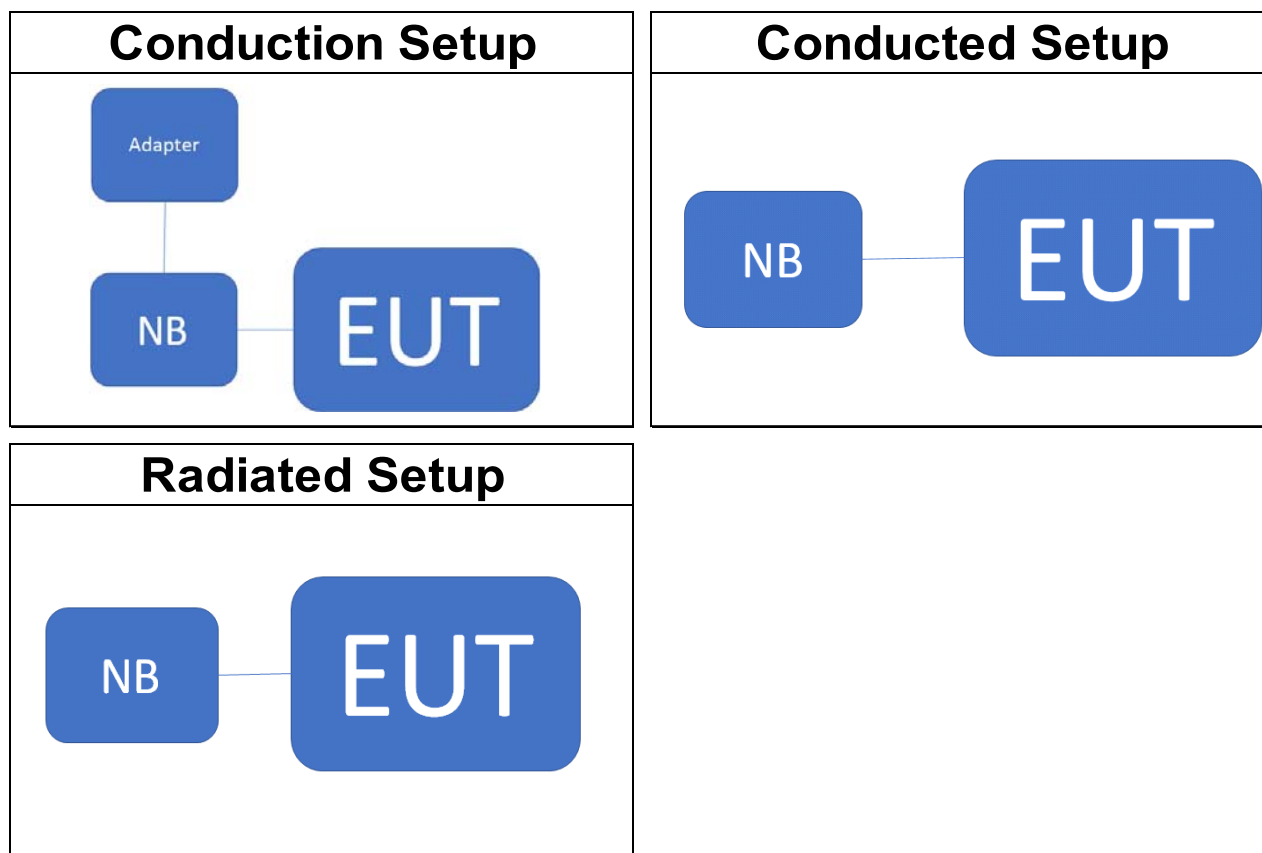 Conduction Setup
Adapter
NB
EUT
Conducted Setup
NB
EUT
Radiated Setup
NB
EUT